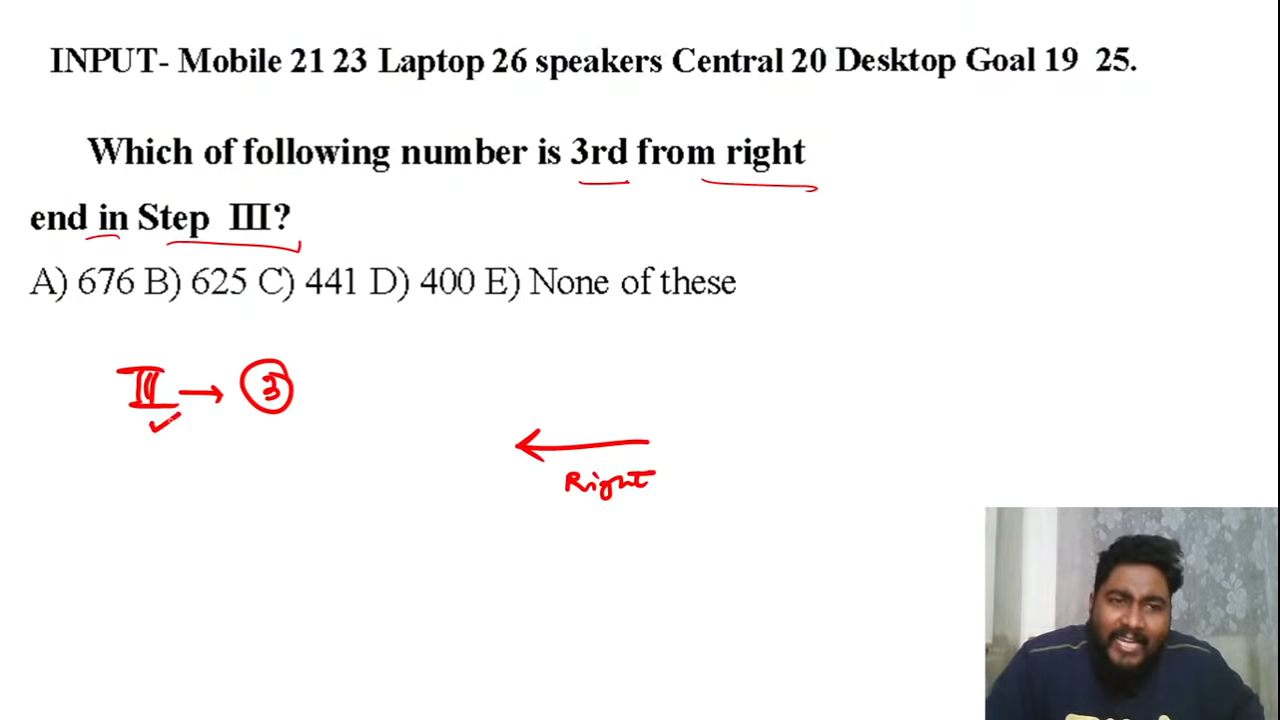 INPUT- Mobile 21 23 Laptop 26 speakers Central 20 Desktop Goal 19 25.
Which of following number is 3rd from right
end in Step III?
A) 676 B) 625 C) 441 D) 400 E) None of these
III → 3
Right